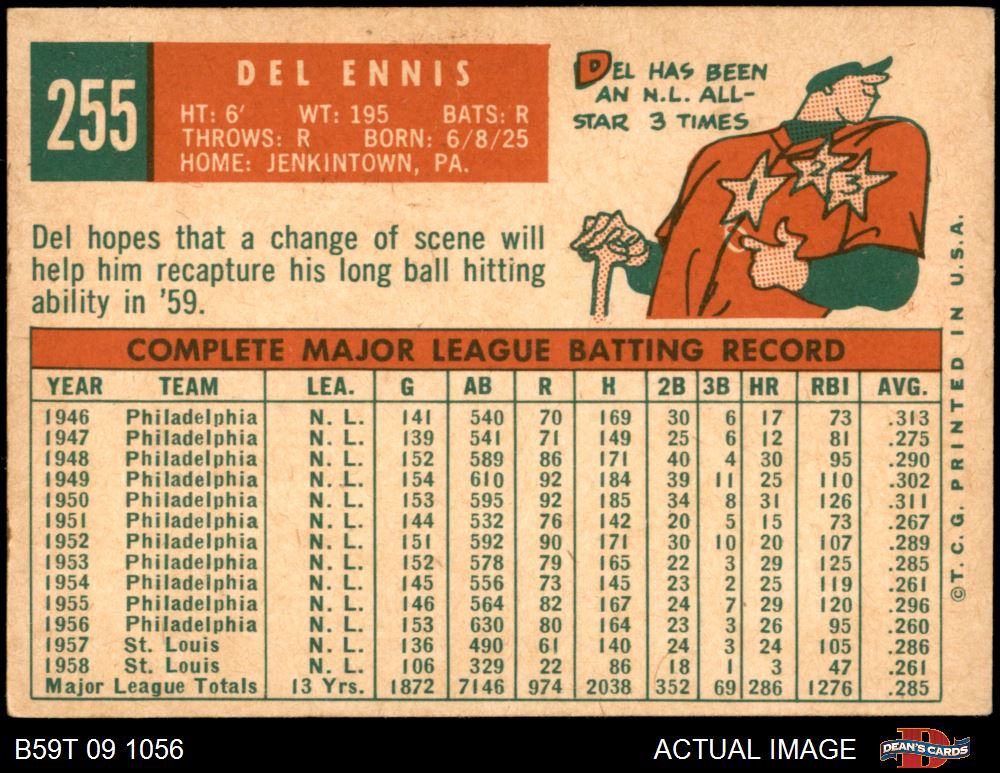 255
DEL ENNIS
HT: 6' WT: 195 BATS: R
THROWS: R BORN: 6/8/25
HOME: JENKINTOWN, PA.
DEL HAS BEEN
AN N.L. ALL-
STAR 3 TIMES
1 2 3
Del hopes that a change of scene will
help him recapture his long ball hitting
ability in '59.
COMPLETE MAJOR LEAGUE BATTING RECORD
YEAR TEAM LEA. G AB R H 2B 3B HR RBI AVG.
1946 Philadelphia N. L. 141 540 70 169 30 6 17 73 .313
1947 Philadelphia N. L. 139 541 71 149 25 6 12 81 .275
1948 Philadelphia N. L. 152 589 86 171 40 4 30 95 .290
1949 Philadelphia N. L. 154 610 92 184 39 11 25 110 .302
1950 Philadelphia N. L. 153 595 92 185 34 8 31 126 .311
1951 Philadelphia N. L. 144 532 76 142 20 5 15 73 .267
1952 Philadelphia N. L. 151 592 90 171 30 10 20 107 .289
1953 Philadelphia N. L. 152 578 79 165 22 3 29 125 .285
1954 Philadelphia N. L. 145 556 73 145 23 2 25 119 .261
1955 Philadelphia N. L. 146 564 82 167 24 7 29 120 .296
1956 Philadelphia N. L. 153 630 80 164 23 3 26 95 .260
1957 St. Louis N. L. 136 490 61 140 24 3 24 105 .286
1958 St. Louis N. L. 106 329 22 86 18 1 3 47 .261
Major League Totals 13 Yrs. 1872 7146 974 2038 352 69 286 1276 .285
©T. C. G. PRINTED IN U.S.A.
B59T 09 1056 ACTUAL IMAGE
DEAN'S CARDS